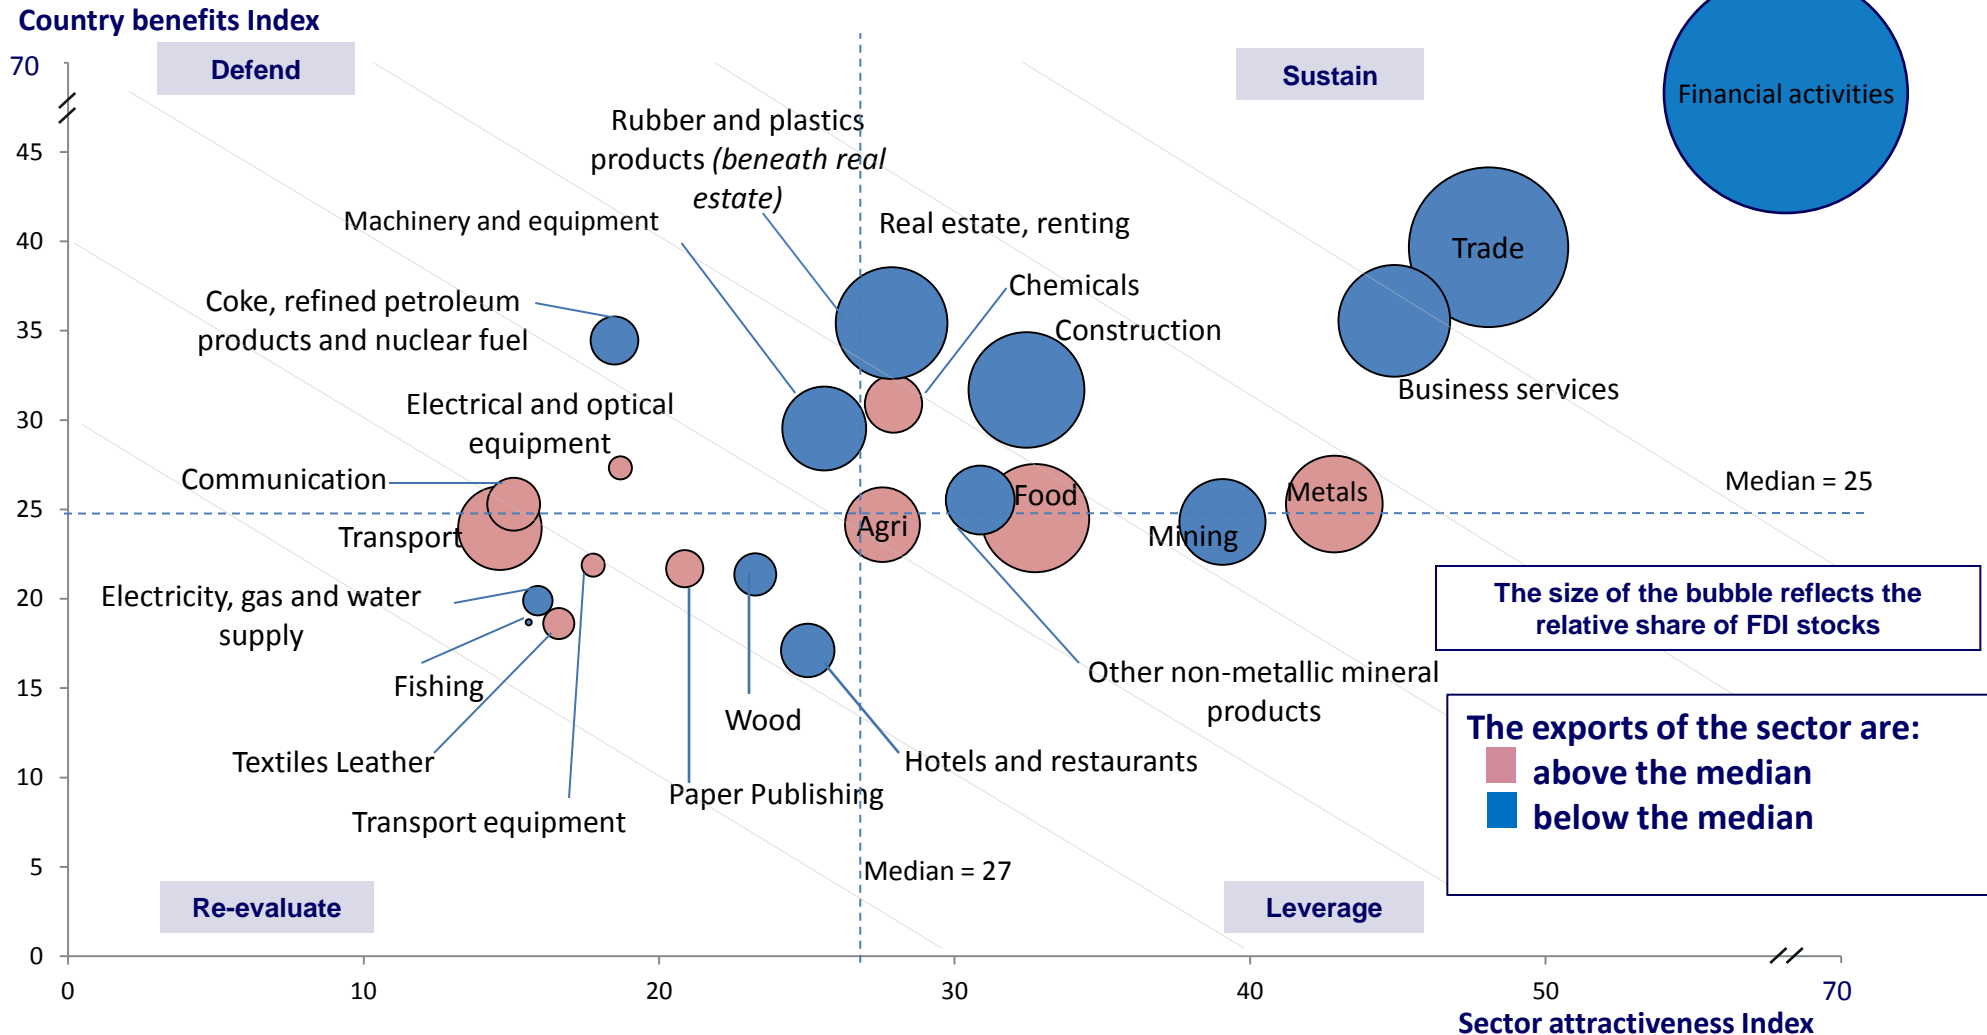 Country benefits Index
70
Defend
Sustain
Financial activities
Rubber and plastics
products (beneath real
estate)
45
Machinery and equipment
Real estate, renting
40
Trade
Chemicals
Coke, refined petroleum
products and nuclear fuel
Construction
35
Business services
Electrical and optical
equipment
30
Communication
Median = 25
Food
Metals
25
Agri
Transport
Mining
Electricity, gas and water
supply
20
The size of the bubble reflects the
relative share of FDI stocks
Fishing
Other non-metallic mineral
products
15
Wood
The exports of the sector are:
above the median
below the median
Textiles Leather
Hotels and restaurants
10
Paper Publishing
Transport equipment
5
Median = 27
Re-evaluate
Leverage
0
0
10
20
30
40
50
70
Sector attractiveness Index